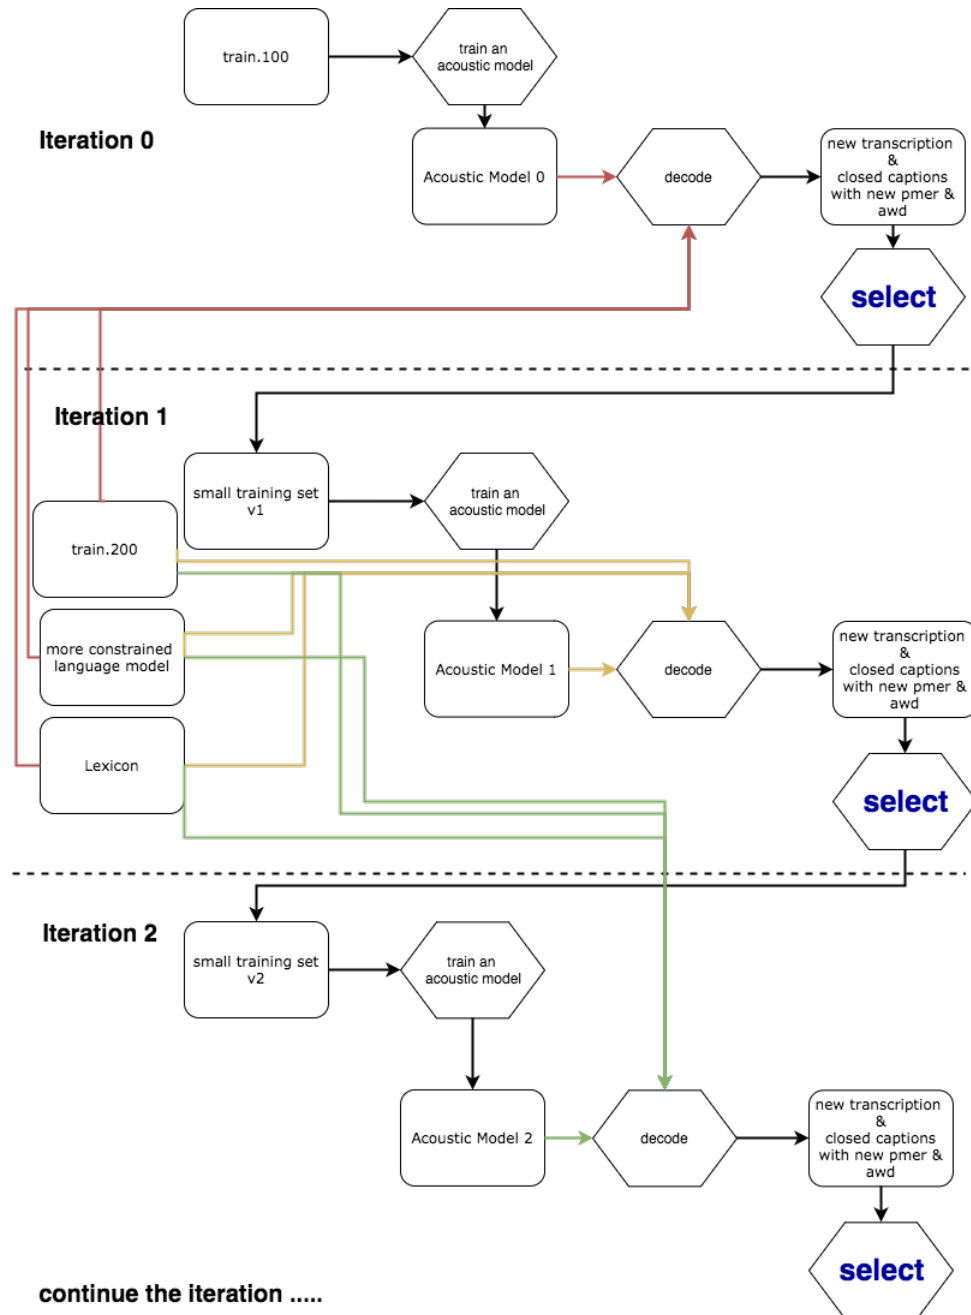 train.100
train an
acoustic model
Iteration 0
Acoustic Model 0
decode
new transcription
&
closed captions
with new pmer &
awd
select
Iteration 1
small training set
v1
train an
acoustic model
train.200
more constrained
language model
Acoustic Model 1
decode
new transcription
&
closed captions
with new pmer &
awd
Lexicon
select
Iteration 2
small training set
v2
train an
acoustic model
Acoustic Model 2
decode
new transcription
&
closed captions
with new pmer &
awd
select
continue the iteration .....